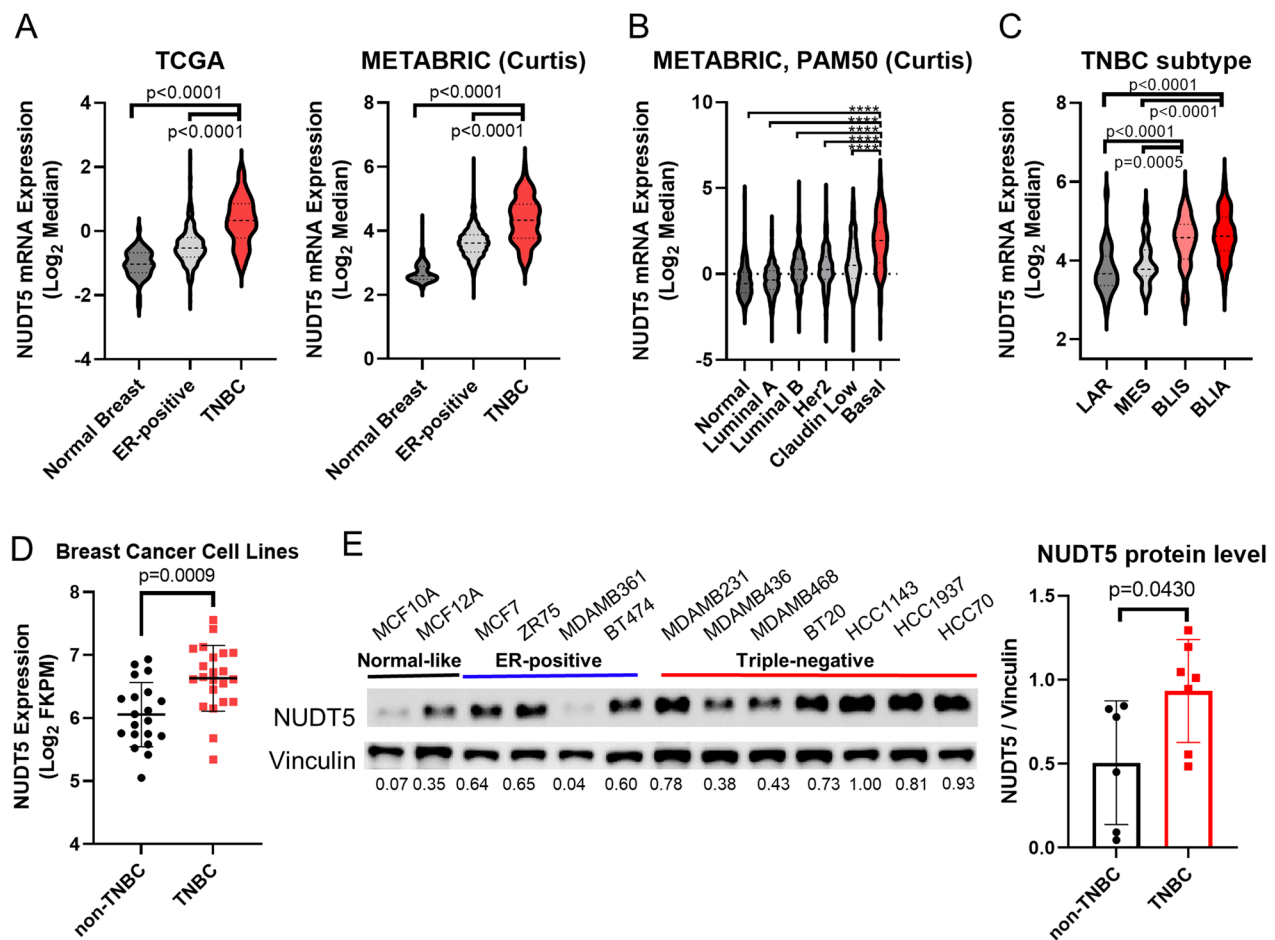 A
TCGA
p<0.0001
p<0.0001
NUDT5 mRNA Expression
(Log2 Median)
4
2
0
-2
-4
Normal Breast
ER-positive
TNBC
METABRIC (Curtis)
p<0.0001
p<0.0001
NUDT5 mRNA Expression
(Log2 Median)
8
6
4
2
0
Normal Breast
ER-positive
TNBC
B
METABRIC, PAM50 (Curtis)
****
****
****
****
****
NUDT5 mRNA Expression
(Log2 Median)
10
5
0
-5
Normal
Luminal A
Luminal B
Her2
Claudin Low
Basal
C
TNBC subtype
p<0.0001
p<0.0001
p<0.0001
p=0.0005
NUDT5 mRNA Expression
(Log2 Median)
8
6
4
2
LAR
MES
BLIS
BLIA
D
Breast Cancer Cell Lines
p=0.0009
NUDT5 Expression
(Log2 FKPM)
8
7
6
5
4
non-TNBC
TNBC
E
MCF10A
MCF12A
MCF7
ZR75
MDAMB361
BT474
MDAMB231
MDAMB436
MDAMB468
BT20
HCC1143
HCC1937
HCC70
Normal-like
ER-positive
Triple-negative
NUDT5
Vinculin
0.07 0.35 0.64 0.65 0.04 0.60 0.78 0.38 0.43 0.73 1.00 0.81 0.93
NUDT5 protein level
p=0.0430
NUDT5 / Vinculin
1.5
1.0
0.5
0.0
non-TNBC
TNBC